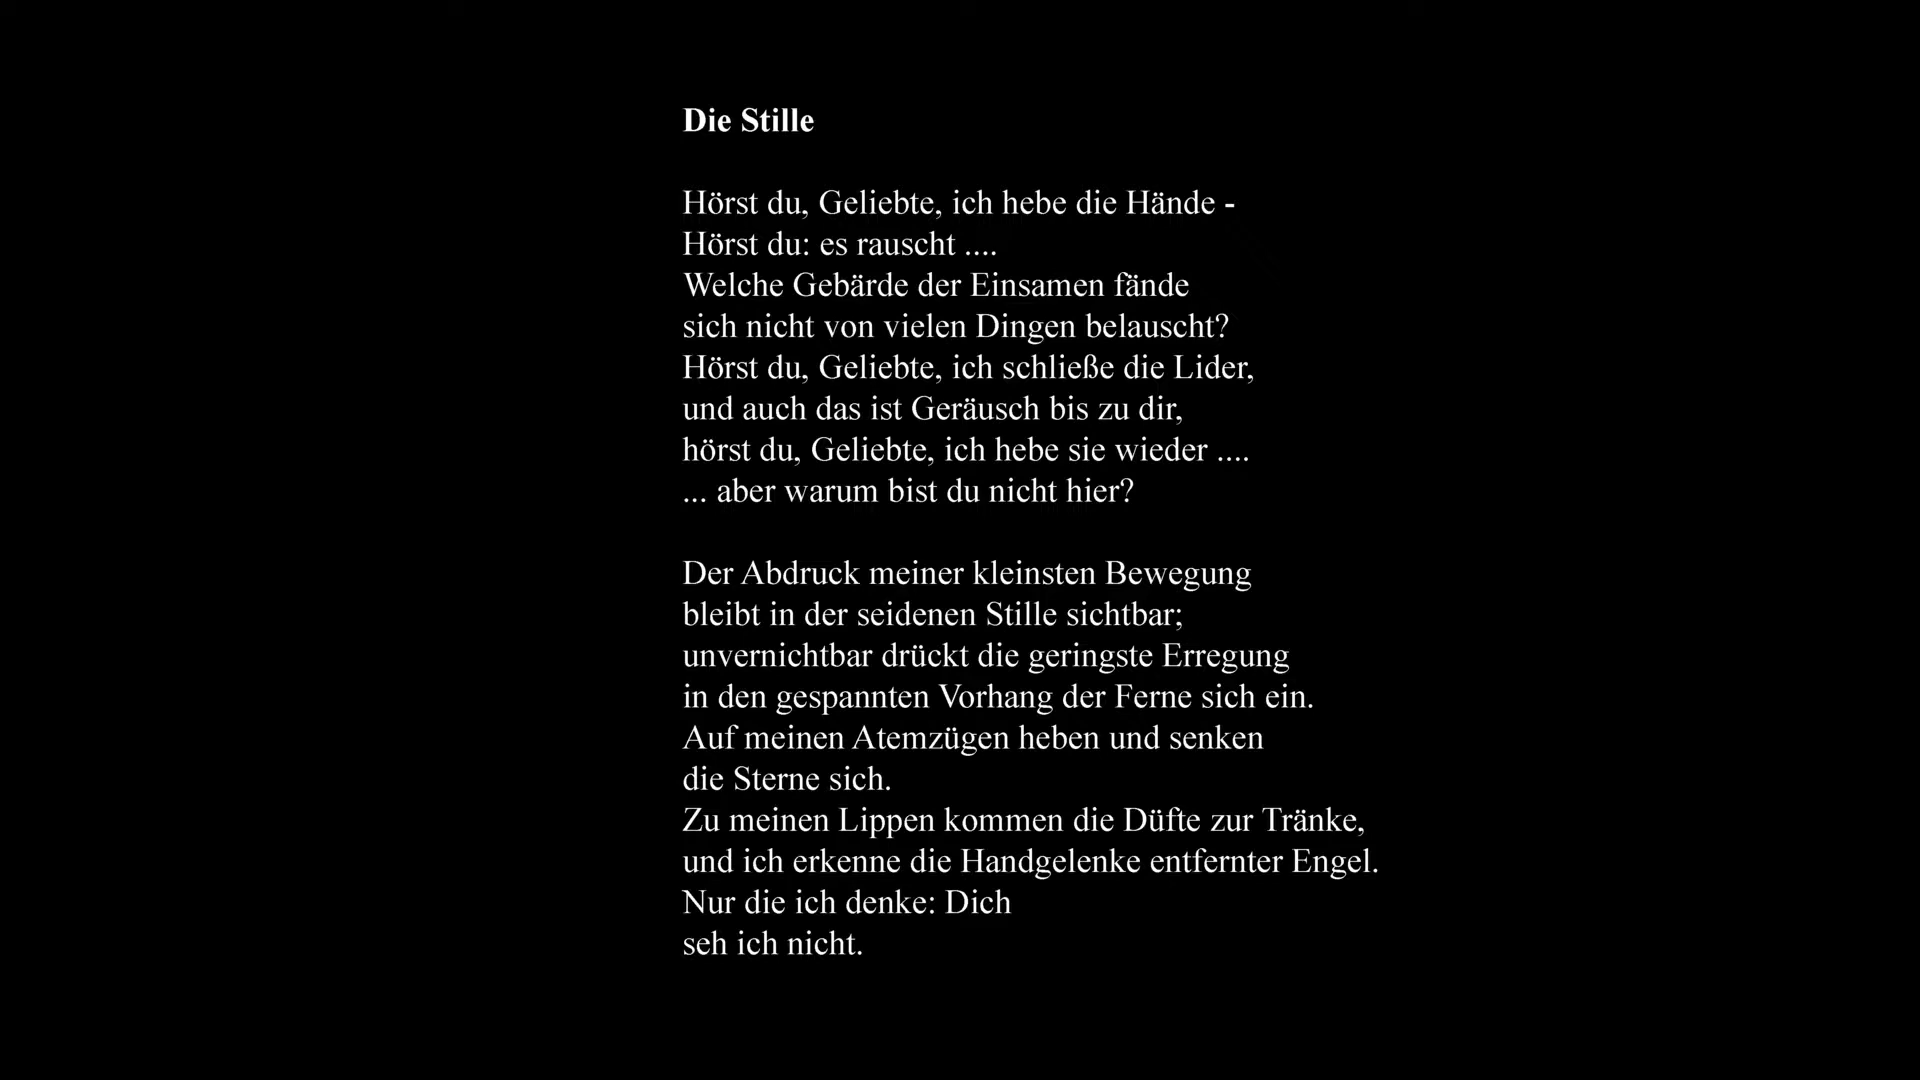 Die Stille
Hörst du, Geliebte, ich hebe die Hände -
Hörst du: es rauscht ....
Welche Gebärde der Einsamen fände
sich nicht von vielen Dingen belauscht?
Hörst du, Geliebte, ich schließe die Lider,
und auch das ist Geräusch bis zu dir,
hörst du, Geliebte, ich hebe sie wieder ....
... aber warum bist du nicht hier?
Der Abdruck meiner kleinsten Bewegung
bleibt in der seidenen Stille sichtbar;
unvernichtbar drückt die geringste Erregung
in den gespannten Vorhang der Ferne sich ein.
Auf meinen Atemzügen heben und senken
die Sterne sich.
Zu meinen Lippen kommen die Düfte zur Tränke,
und ich erkenne die Handgelenke entfernter Engel.
Nur die ich denke: Dich
seh ich nicht.